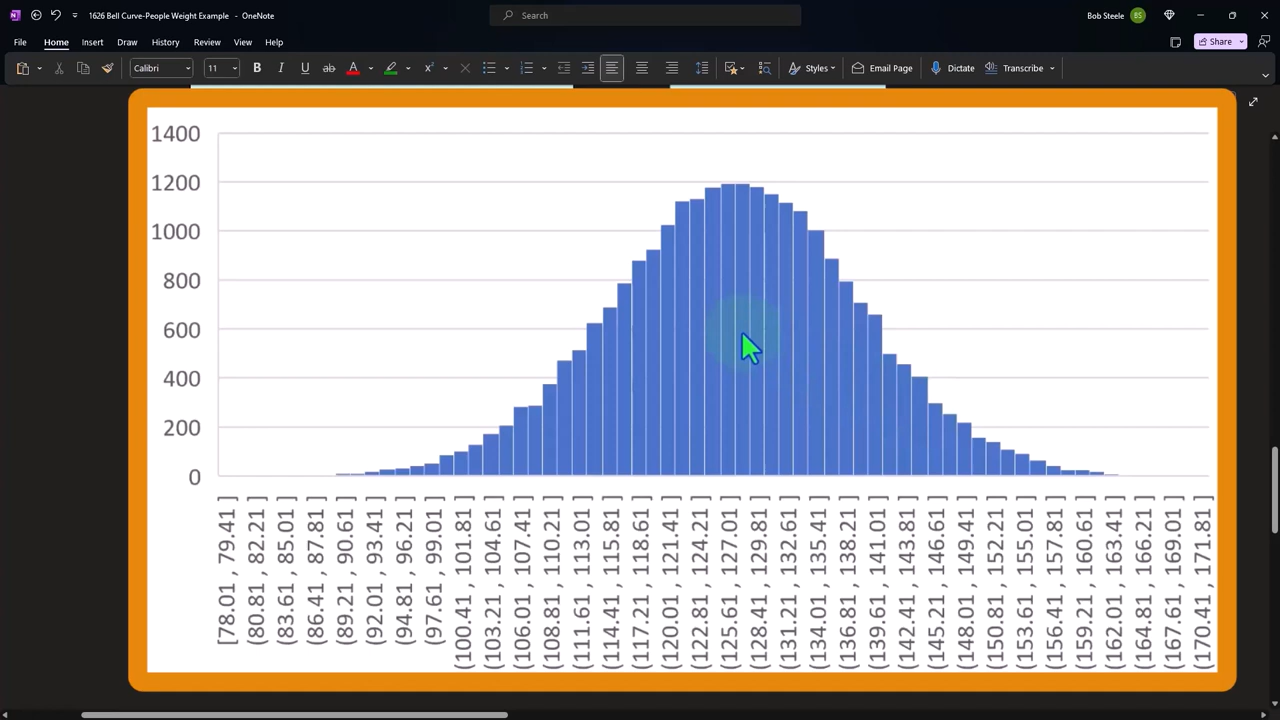 1626 Bell Curve-People Weight Example - OneNote
Search
Bob Steele
BS
File Home Insert Draw History Review View Help
Share
Calibri 11 B I U ab A x Styles Email Page Dictate Transcribe
1400
1200
1000
800
600
400
200
0
[78.01 , 79.41 ]
(80.81 , 82.21 ]
(83.61 , 85.01 ]
(86.41 , 87.81 ]
(89.21 , 90.61 ]
(92.01 , 93.41 ]
(94.81 , 96.21 ]
(97.61 , 99.01 ]
(100.41 , 101.81 ]
(103.21 , 104.61 ]
(106.01 , 107.41 ]
(108.81 , 110.21 ]
(111.61 , 113.01 ]
(114.41 , 115.81 ]
(117.21 , 118.61 ]
(120.01 , 121.41 ]
(122.81 , 124.21 ]
(125.61 , 127.01 ]
(128.41 , 129.81 ]
(131.21 , 132.61 ]
(134.01 , 135.41 ]
(136.81 , 138.21 ]
(139.61 , 141.01 ]
(142.41 , 143.81 ]
(145.21 , 146.61 ]
(148.01 , 149.41 ]
(150.81 , 152.21 ]
(153.61 , 155.01 ]
(156.41 , 157.81 ]
(159.21 , 160.61 ]
(162.01 , 163.41 ]
(164.81 , 166.21 ]
(167.61 , 169.01 ]
(170.41 , 171.81 ]